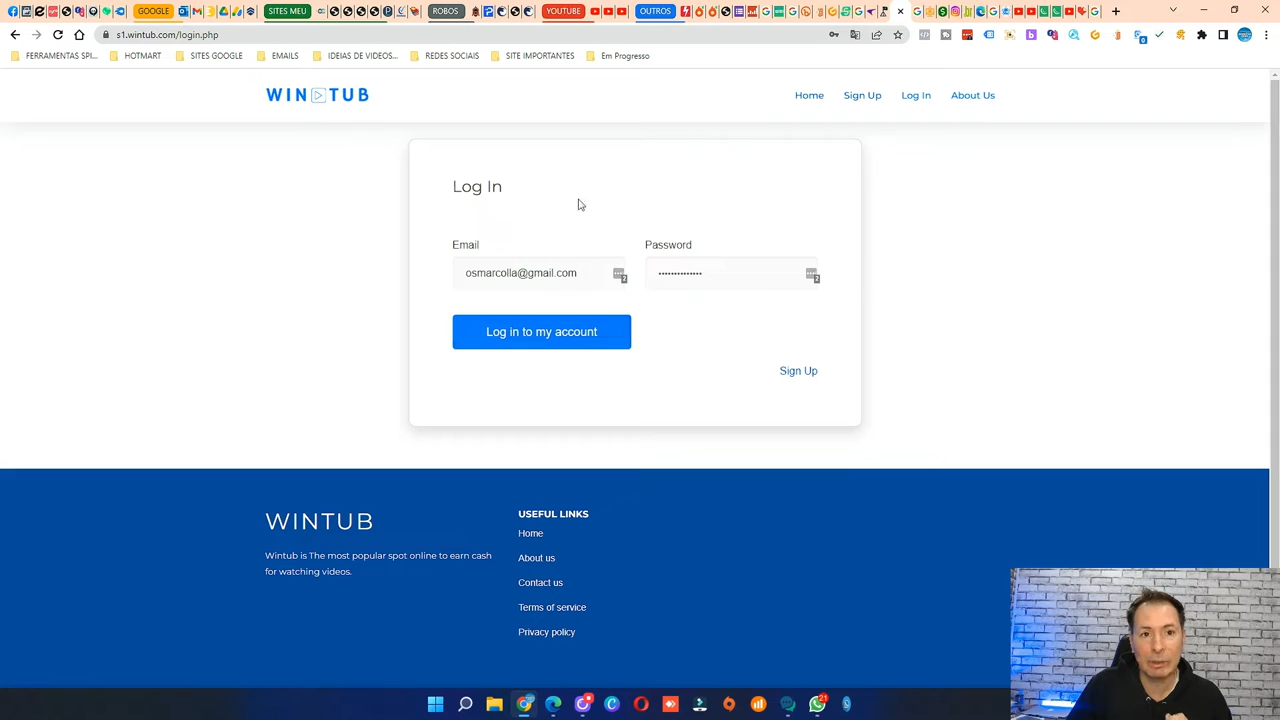 GOOGLE
SITES MEU
ROBOS
YOUTUBE
OUTROS
s1.wintub.com/login.php
FERRAMENTAS SPI...
HOTMART
SITES GOOGLE
EMAILS
IDEIAS DE VIDEOS...
REDES SOCIAIS
SITE IMPORTANTES
Em Progresso
WIN TUB
Home
Sign Up
Log In
About Us
Log In
Email
Password
osmarcolla@gmail.com
••••••••••••••
Log in to my account
Sign Up
WINTUB
Wintub is The most popular spot online to earn cash
for watching videos.
USEFUL LINKS
Home
About us
Contact us
Terms of service
Privacy policy
21